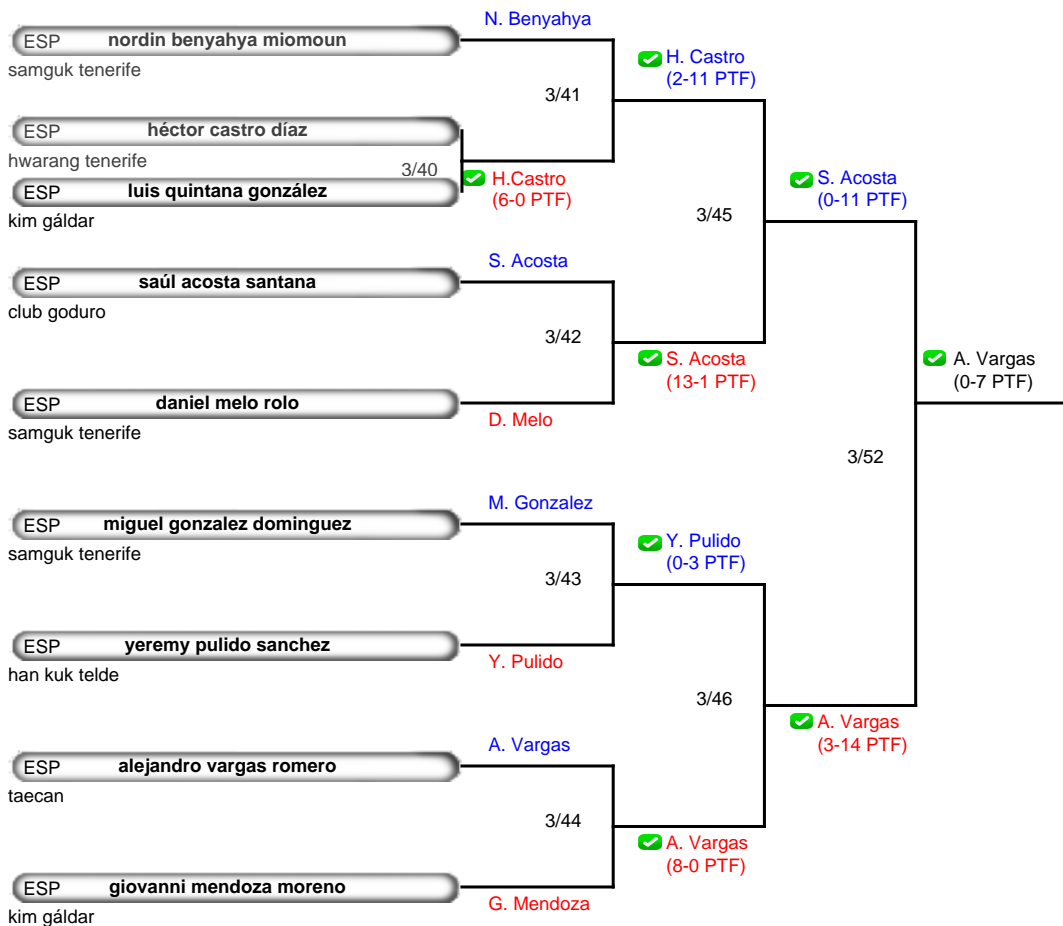 N. Benyahya
ESP nordin benyahya miomoun
samguk tenerife
H. Castro
(2-11 PTF)
3/41
ESP héctor castro díaz
hwarang tenerife
3/40
H.Castro
(6-0 PTF)
ESP luis quintana gonzález
kim gáldar
S. Acosta
(0-11 PTF)
3/45
S. Acosta
ESP saúl acosta santana
club goduro
3/42
S. Acosta
(13-1 PTF)
A. Vargas
(0-7 PTF)
ESP daniel melo rolo
samguk tenerife
D. Melo
3/52
M. Gonzalez
ESP miguel gonzalez dominguez
samguk tenerife
Y. Pulido
(0-3 PTF)
3/43
ESP yeremy pulido sanchez
han kuk telde
Y. Pulido
3/46
A. Vargas
(3-14 PTF)
A. Vargas
ESP alejandro vargas romero
taecan
3/44
A. Vargas
(8-0 PTF)
ESP giovanni mendoza moreno
kim gáldar
G. Mendoza